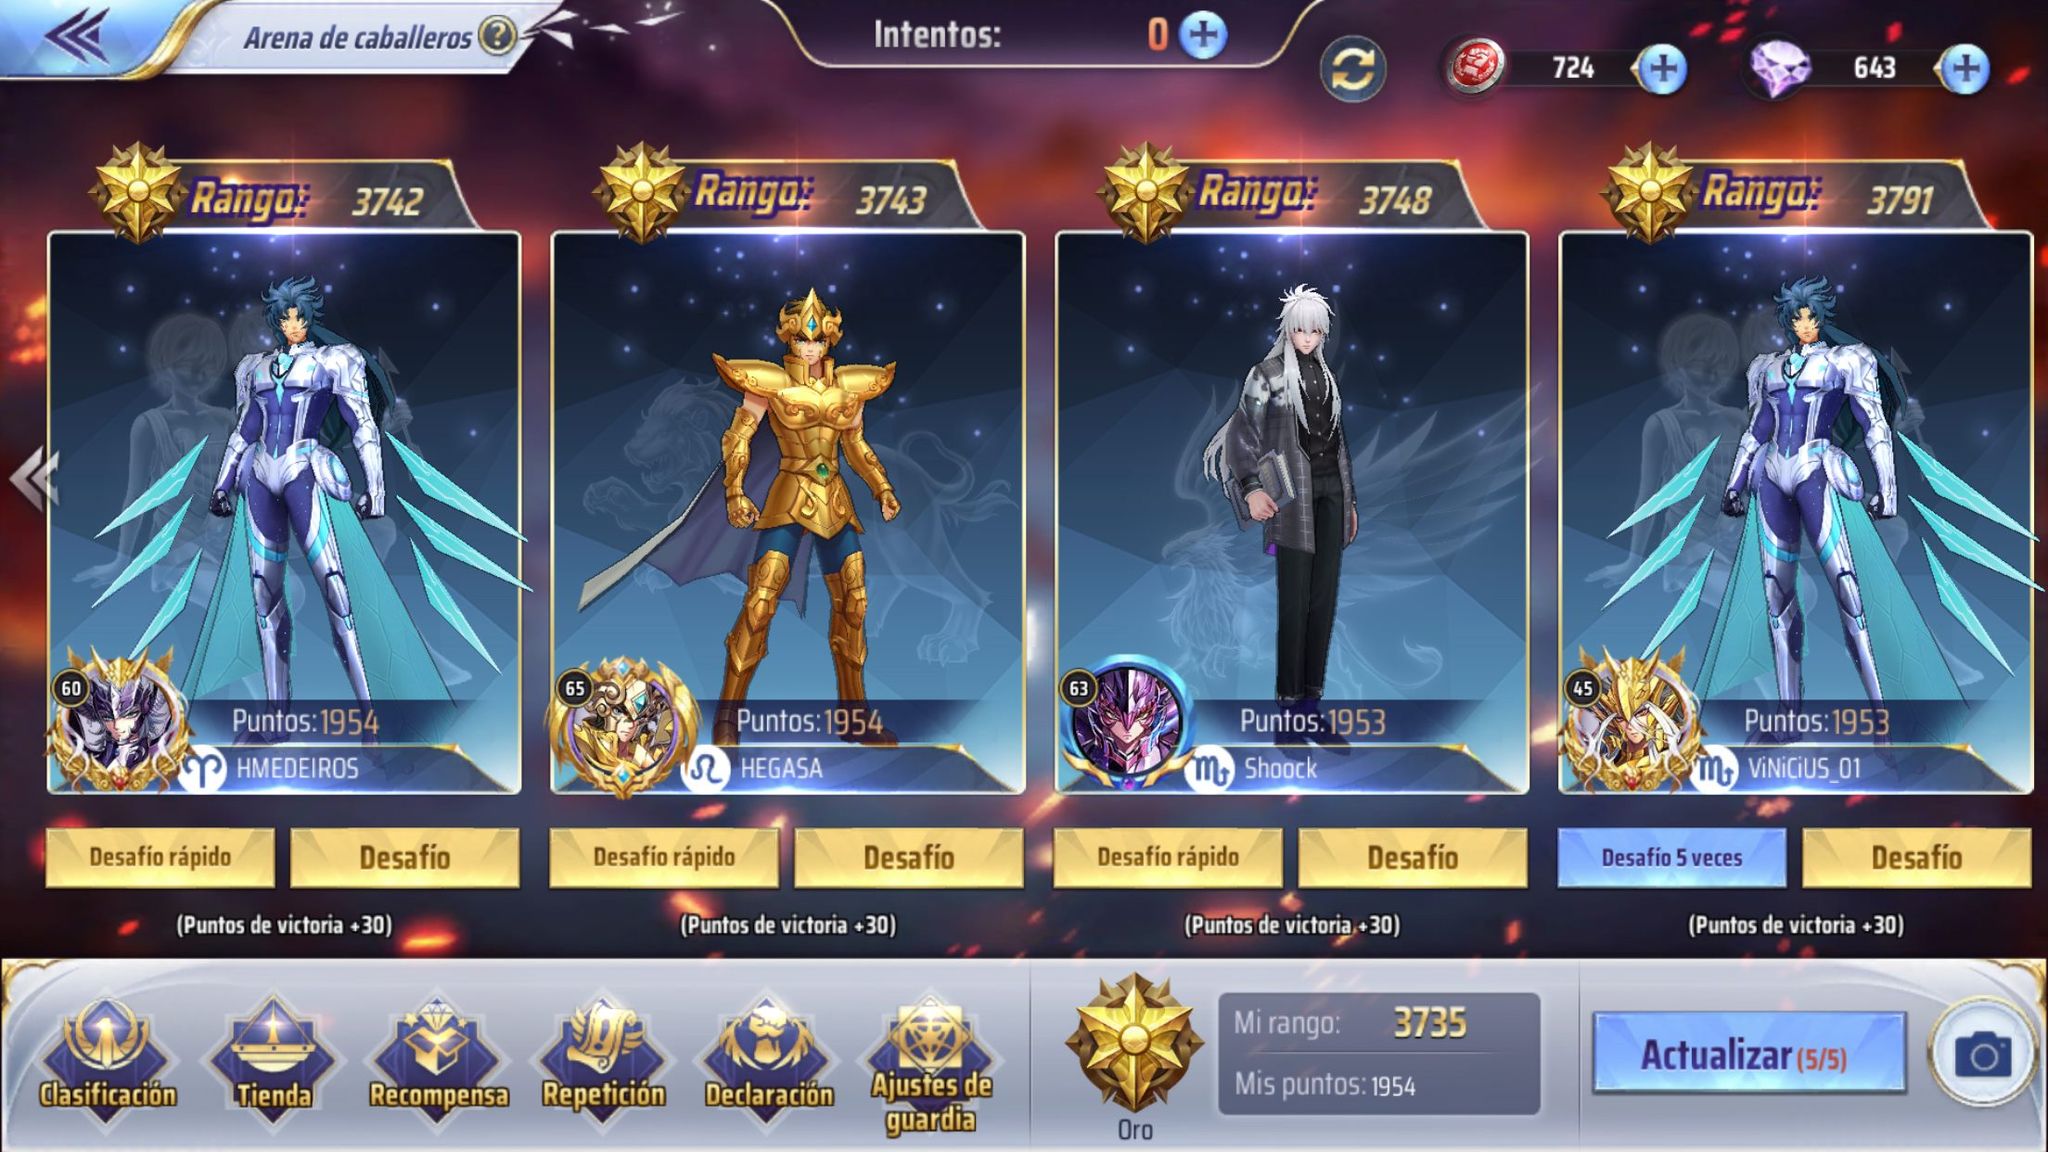 Arena de caballeros ?
Intentos: 0
724
643
Rango: 3742
Rango: 3743
Rango: 3748
Rango: 3791
60
Puntos:1954
HMEDEIROS
65
Puntos:1954
HEGASA
63
Puntos:1953
Shoock
45
Puntos:1953
ViNiCiUS_01
Desafío rápido
Desafío
Desafío rápido
Desafío
Desafío rápido
Desafío
Desafío 5 veces
Desafío
(Puntos de victoria +30)
(Puntos de victoria +30)
(Puntos de victoria +30)
(Puntos de victoria +30)
Clasificación
Tienda
Recompensa
Repetición
Declaración
Ajustes de
guardia
Oro
Mi rango: 3735
Mis puntos: 1954
Actualizar(5/5)